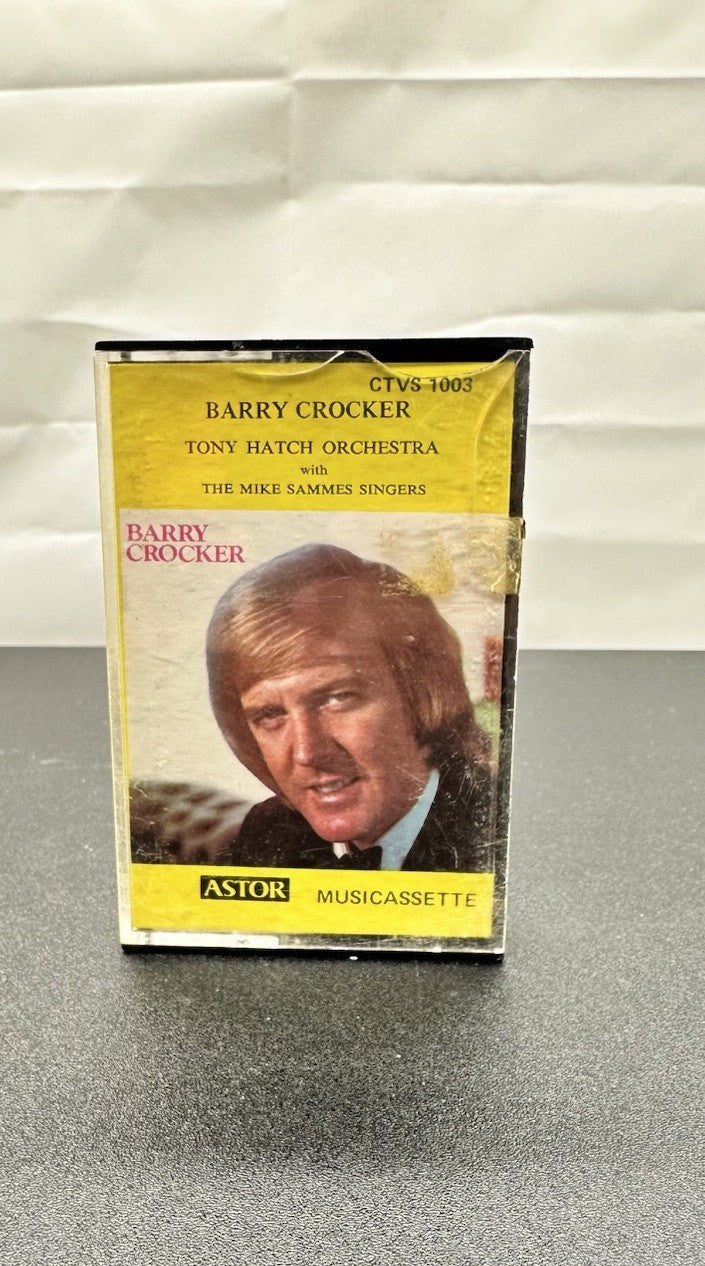 CTVS 1003
BARRY CROCKER
TONY HATCH ORCHESTRA
with
THE MIKE SAMMES SINGERS
BARRY
CROCKER
ASTOR MUSICASSETTE